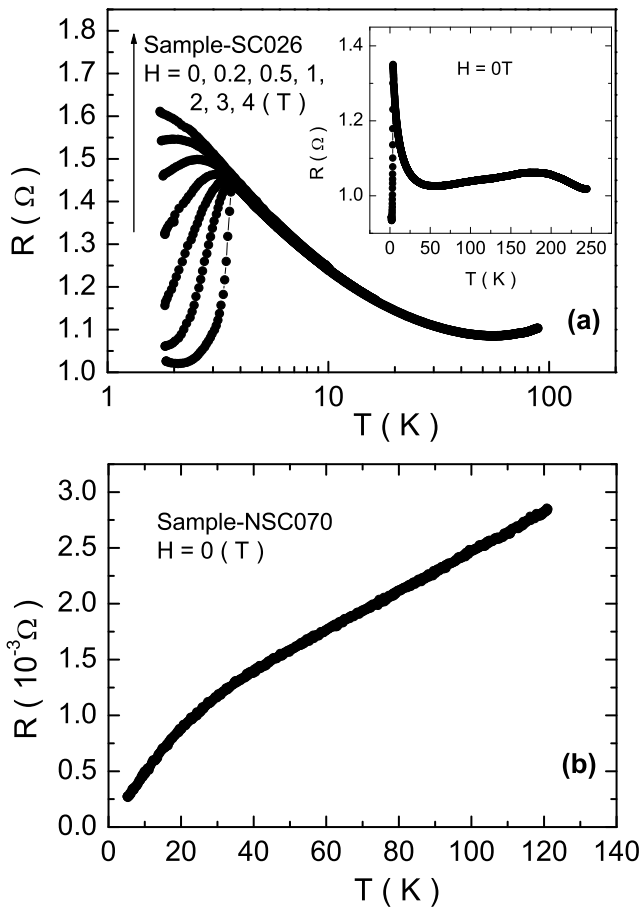 1.8
1.7
1.6
1.5
1.4
1.3
1.2
1.1
1.0
R ( Ω )
Sample-SC026
H = 0, 0.2, 0.5, 1,
2, 3, 4 ( T )
1.4
1.2
1.0
R ( Ω )
H = 0T
0 50 100 150 200 250
T ( K )
(a)
1 10 100
T ( K )
3.0
2.5
2.0
1.5
1.0
0.5
0.0
R ( 10⁻³Ω )
Sample-NSC070
H = 0 ( T )
(b)
0 20 40 60 80 100 120 140
T ( K )